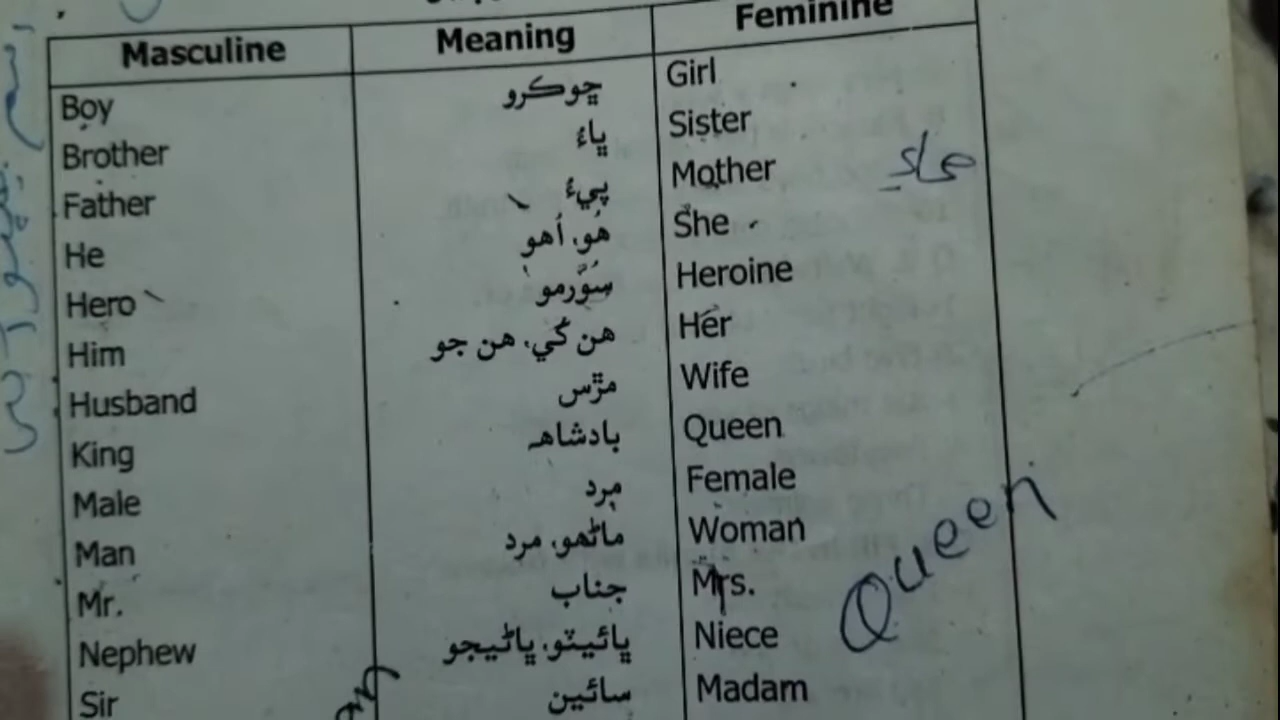 Masculine Meaning Feminine
Boy ڇوڪرو Girl
Brother ڀاءُ Sister
Father پيءُ Mother
He هُو، اُهو She
Hero سُورمو Heroine
Him هن کي، هن جو Her
Husband مڙس Wife
King بادشاهه Queen
Male مرد Female
Man ماڻهو، مرد Woman
Mr. جناب Mrs.
Nephew ڀائيٽو، ڀاڻيجو Niece
Sir سائين Madam
Queen